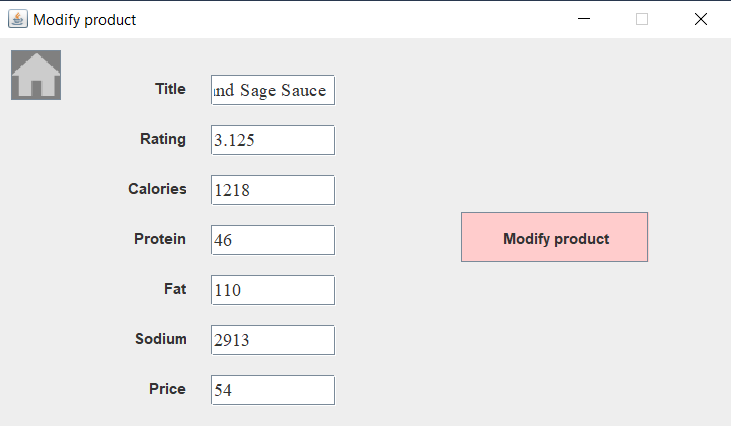 Modify product
Title
Sage Sauce
Rating
3.125
Calories
1218
Protein
46
Modify product
Fat
110
Sodium
2913
Price
54